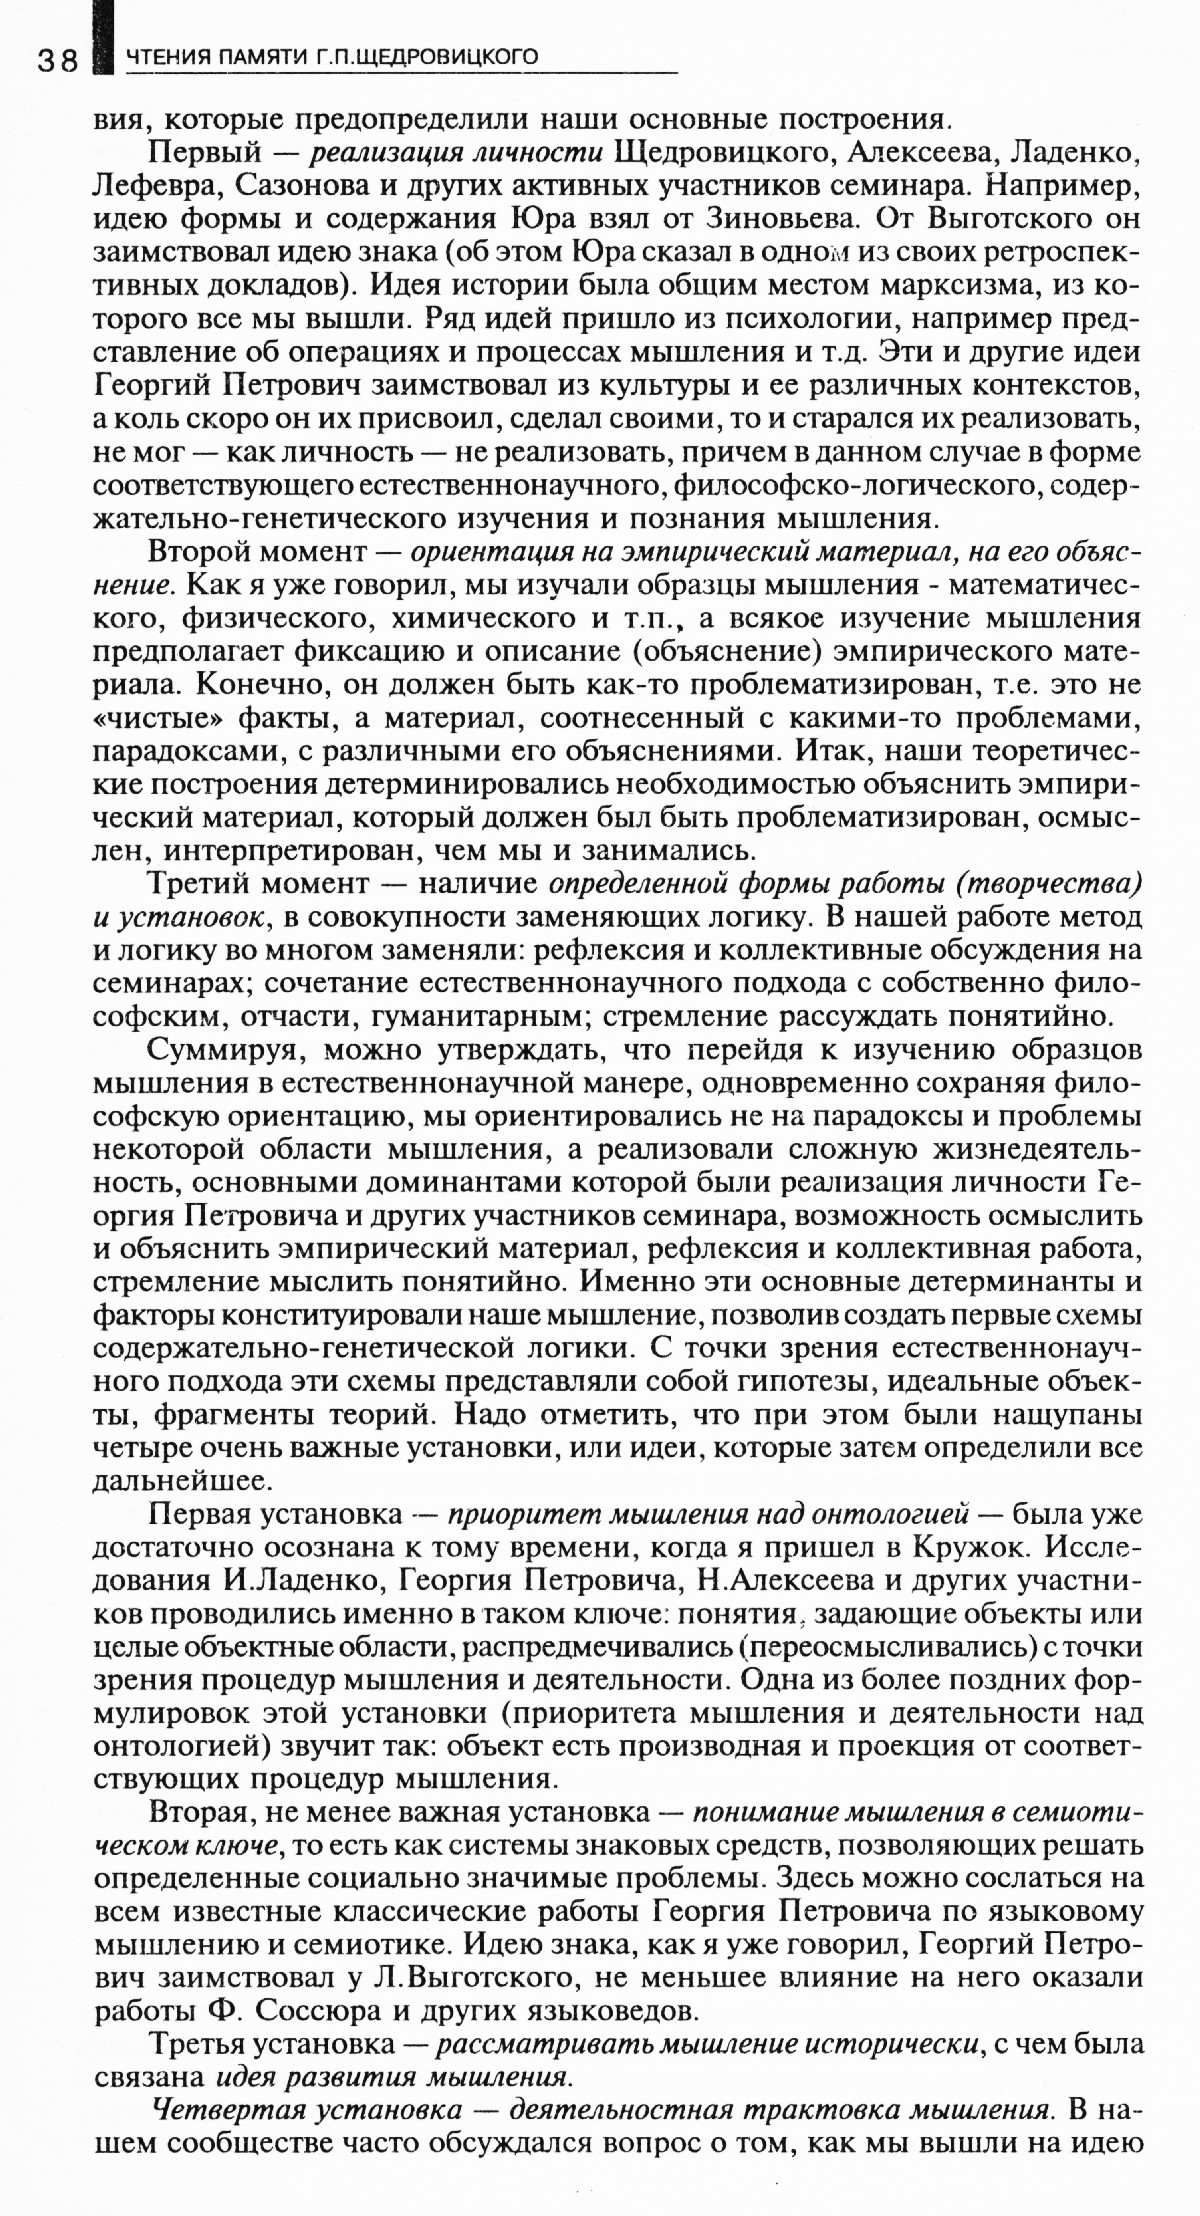 38
ЧТЕНИЯ ПАМЯТИ Г.П.ЩЕДРОВИЦКОГО
вия, которые предопределили наши основные построения.
Первый — реализация личности Щедровицкого, Алексеева, Ладенко,
Лефевра, Сазонова и других активных участников семинара. Например,
идею формы и содержания Юра взял от Зиновьева. От Выготского он
заимствовал идею знака (об этом Юра сказал в одном из своих ретроспек-
тивных докладов). Идея истории была общим местом марксизма, из ко-
торого все мы вышли. Ряд идей пришло из психологии, например пред-
ставление об операциях и процессах мышления и т.д. Эти и другие идеи
Георгий Петрович заимствовал из культуры и ее различных контекстов,
а коль скоро он их присвоил, сделал своими, то и старался их реализовать,
не мог — как личность — не реализовать, причем в данном случае в форме
соответствующего естественнонаучного, философско-логического, содер-
жательно-генетического изучения и познания мышления.
Второй момент — ориентация на эмпирический материал, на его объяс-
нение. Как я уже говорил, мы изучали образцы мышления - математичес-
кого, физического, химического и т.п., а всякое изучение мышления
предполагает фиксацию и описание (объяснение) эмпирического мате-
риала. Конечно, он должен быть как-то проблематизирован, т.е. это не
«чистые» факты, а материал, соотнесенный с какими-то проблемами,
парадоксами, с различными его объяснениями. Итак, наши теоретичес-
кие построения детерминировались необходимостью объяснить эмпири-
ческий материал, который должен был быть проблематизирован, осмыс-
лен, интерпретирован, чем мы и занимались.
Третий момент — наличие определенной формы работы (творчества)
и установок, в совокупности заменяющих логику. В нашей работе метод
и логику во многом заменяли: рефлексия и коллективные обсуждения на
семинарах; сочетание естественнонаучного подхода с собственно фило-
софским, отчасти, гуманитарным; стремление рассуждать понятийно.
Суммируя, можно утверждать, что перейдя к изучению образцов
мышления в естественнонаучной манере, одновременно сохраняя фило-
софскую ориентацию, мы ориентировались не на парадоксы и проблемы
некоторой области мышления, а реализовали сложную жизнедеятель-
ность, основными доминантами которой были реализация личности Ге-
оргия Петровича и других участников семинара, возможность осмыслить
и объяснить эмпирический материал, рефлексия и коллективная работа,
стремление мыслить понятийно. Именно эти основные детерминанты и
факторы конституировали наше мышление, позволив создать первые схемы
содержательно-генетической логики. С точки зрения естественнонауч-
ного подхода эти схемы представляли собой гипотезы, идеальные объек-
ты, фрагменты теорий. Надо отметить, что при этом были нащупаны
четыре очень важные установки, или идеи, которые затем определили все
дальнейшее.
Первая установка — приоритет мышления над онтологией — была уже
достаточно осознана к тому времени, когда я пришел в Кружок. Иссле-
дования И.Ладенко, Георгия Петровича, Н.Алексеева и других участни-
ков проводились именно в таком ключе: понятия, задающие объекты или
целые объектные области, распредмечивались (переосмысливались) с точки
зрения процедур мышления и деятельности. Одна из более поздних фор-
мулировок этой установки (приоритета мышления и деятельности над
онтологией) звучит так: объект есть производная и проекция от соответ-
ствующих процедур мышления.
Вторая, не менее важная установка — понимание мышления в семиоти-
ческом ключе, то есть как системы знаковых средств, позволяющих решать
определенные социально значимые проблемы. Здесь можно сослаться на
всем известные классические работы Георгия Петровича по языковому
мышлению и семиотике. Идею знака, как я уже говорил, Георгий Петро-
вич заимствовал у Л.Выготского, не меньшее влияние на него оказали
работы Ф. Соссюра и других языковедов.
Третья установка — рассматривать мышление исторически, с чем была
связана идея развития мышления.
Четвертая установка — деятельностная трактовка мышления. В на-
шем сообществе часто обсуждался вопрос о том, как мы вышли на идею